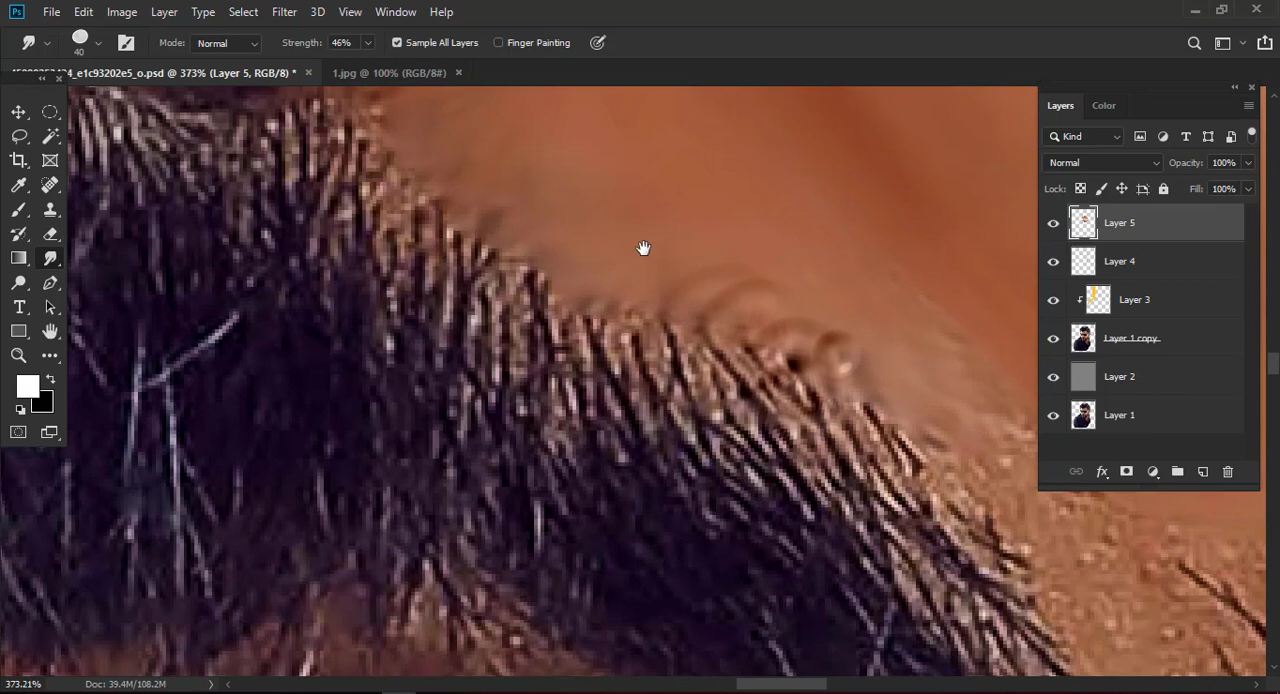 Ps File Edit Image Layer Type Select Filter 3D View Window Help
40 Mode: Normal Strength: 46% Sample All Layers Finger Painting
_e1c93202e5_o.psd @ 373% (Layer 5, RGB/8) * × 1.jpg @ 100% (RGB/8#) ×
Layers Color
Kind
Normal Opacity: 100%
Lock: Fill: 100%
Layer 5
Layer 4
Layer 3
Layer 1 copy
Layer 2
Layer 1
fx
373.21% Doc: 39.4M/108.2M